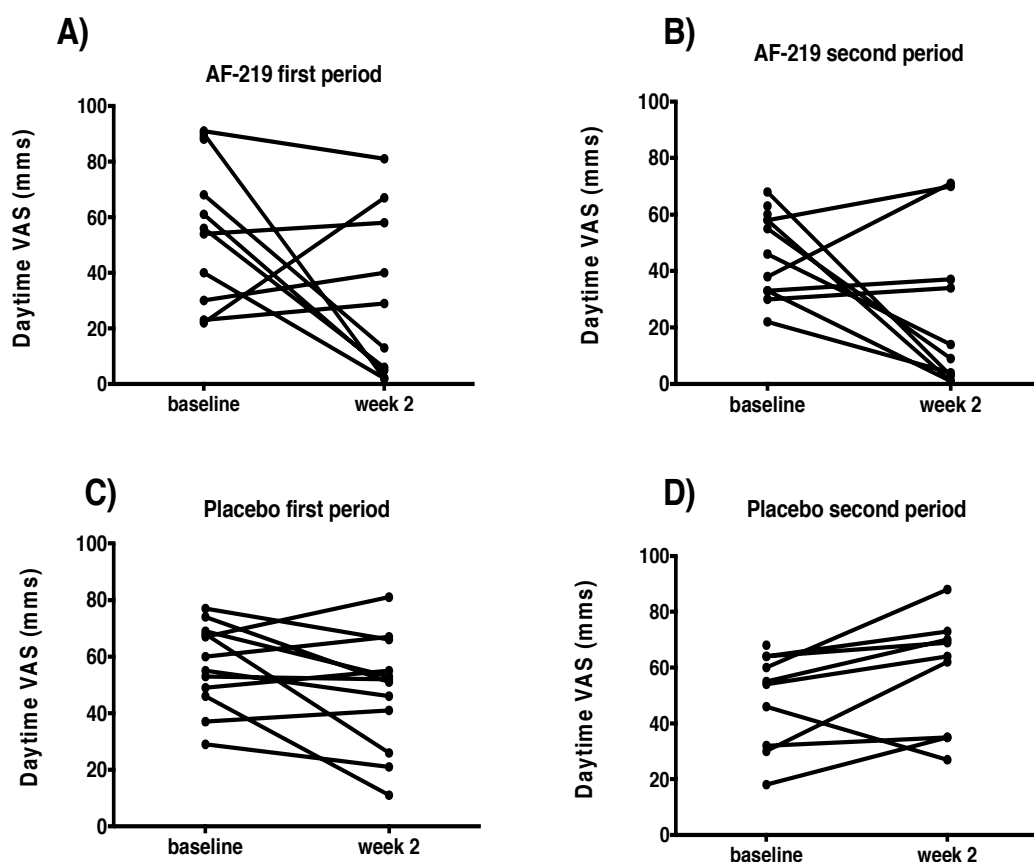 A)
AF-219 first period
Daytime VAS (mms)
100
80
60
40
20
0
baseline
week 2
B)
AF-219 second period
Daytime VAS (mms)
100
80
60
40
20
0
baseline
week 2
C)
Placebo first period
Daytime VAS (mms)
100
80
60
40
20
0
baseline
week 2
D)
Placebo second period
Daytime VAS (mms)
100
80
60
40
20
0
baseline
week 2